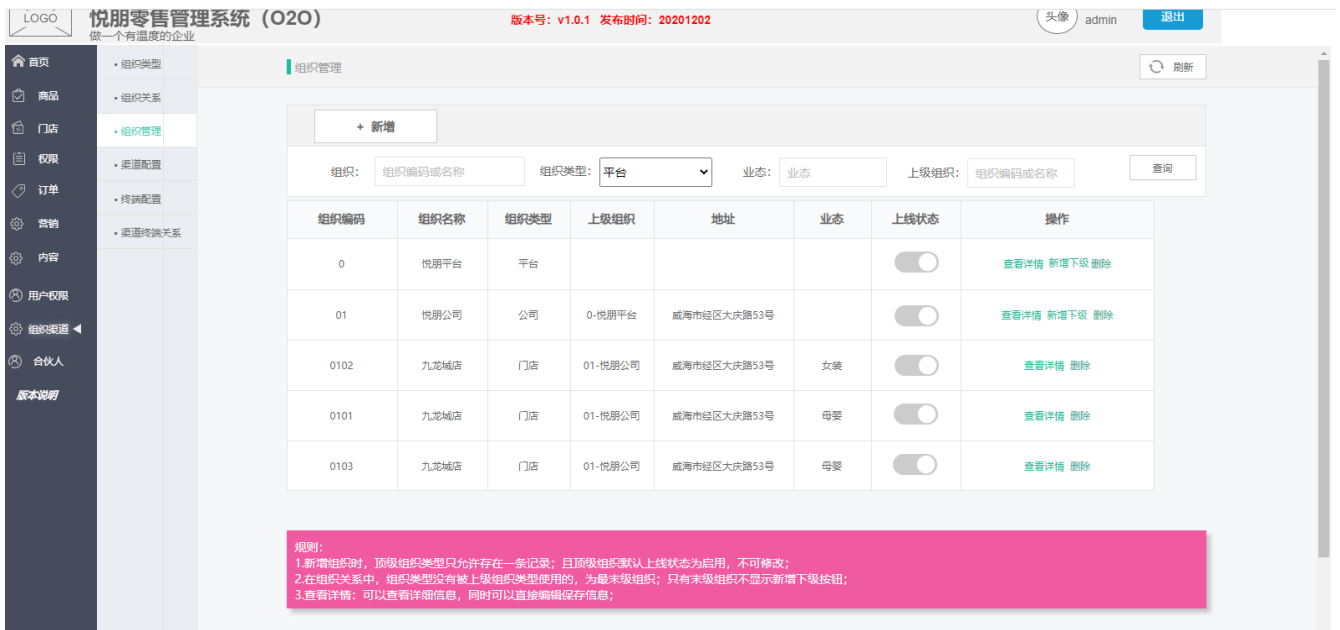 LOGO
悦朋零售管理系统（O2O）
做一个有温度的企业
版本号：v1.0.1 发布时间：20201202
头像
admin
退出
首页
商品
门店
权限
订单
营销
内容
用户权限
组织渠道
合伙人
版本说明
组织类型
组织关系
组织管理
渠道配置
终端配置
渠道终端关系
组织管理
刷新
+ 新增
组织： 组织编码或名称 组织类型： 平台 业态： 业态 上级组织： 组织编码或名称 查询
组织编码 组织名称 组织类型 上级组织 地址 业态 上线状态 操作
0 悦朋平台 平台 查看详情 新增下级 删除
01 悦朋公司 公司 0-悦朋平台 威海市经区大庆路53号 查看详情 新增下级 删除
0102 九龙城店 门店 01-悦朋公司 威海市经区大庆路53号 女装 查看详情 删除
0101 九龙城店 门店 01-悦朋公司 威海市经区大庆路53号 母婴 查看详情 删除
0103 九龙城店 门店 01-悦朋公司 威海市经区大庆路53号 母婴 查看详情 删除
规则：
1.新增组织时，顶级组织类型只允许存在一条记录；且顶级组织默认上线状态为启用，不可修改；
2.在组织关系中，组织类型没有被上级组织类型使用的，为最末级组织；只有末级组织不显示新增下级按钮；
3.查看详情：可以查看详细信息，同时可以直接编辑保存信息；